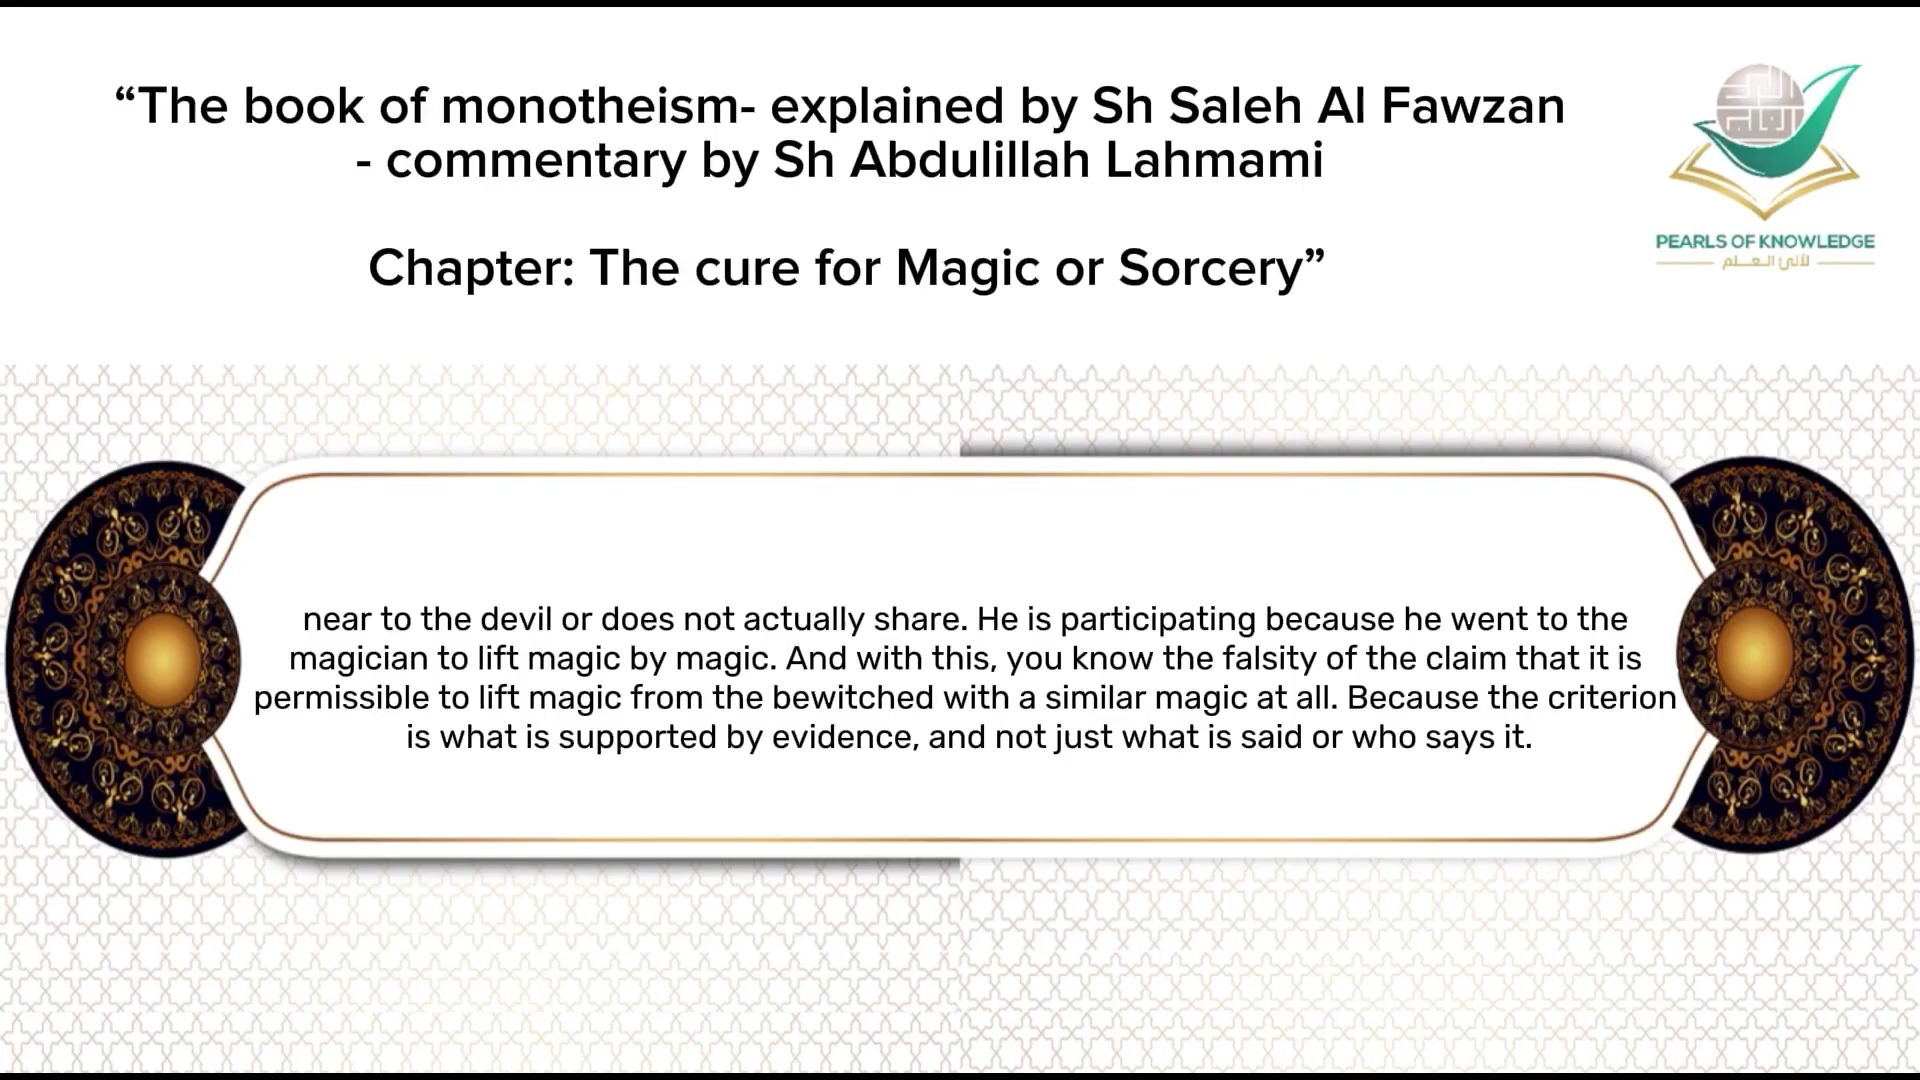 “The book of monotheism- explained by Sh Saleh Al Fawzan
- commentary by Sh Abdulillah Lahmami
Chapter: The cure for Magic or Sorcery”
PEARLS OF KNOWLEDGE
لآلئ العلم
near to the devil or does not actually share. He is participating because he went to the
magician to lift magic by magic. And with this, you know the falsity of the claim that it is
permissible to lift magic from the bewitched with a similar magic at all. Because the criterion
is what is supported by evidence, and not just what is said or who says it.